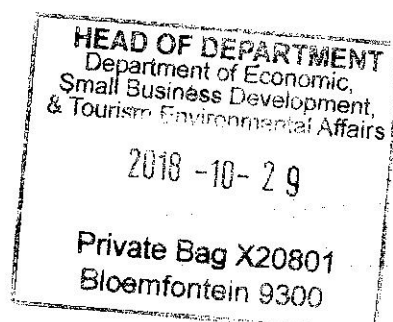 HEAD OF DEPARTMENT
Department of Economic,
Small Business Development,
& Tourism Environmental Affairs
2018 -10- 29
Private Bag X20801
Bloemfontein 9300